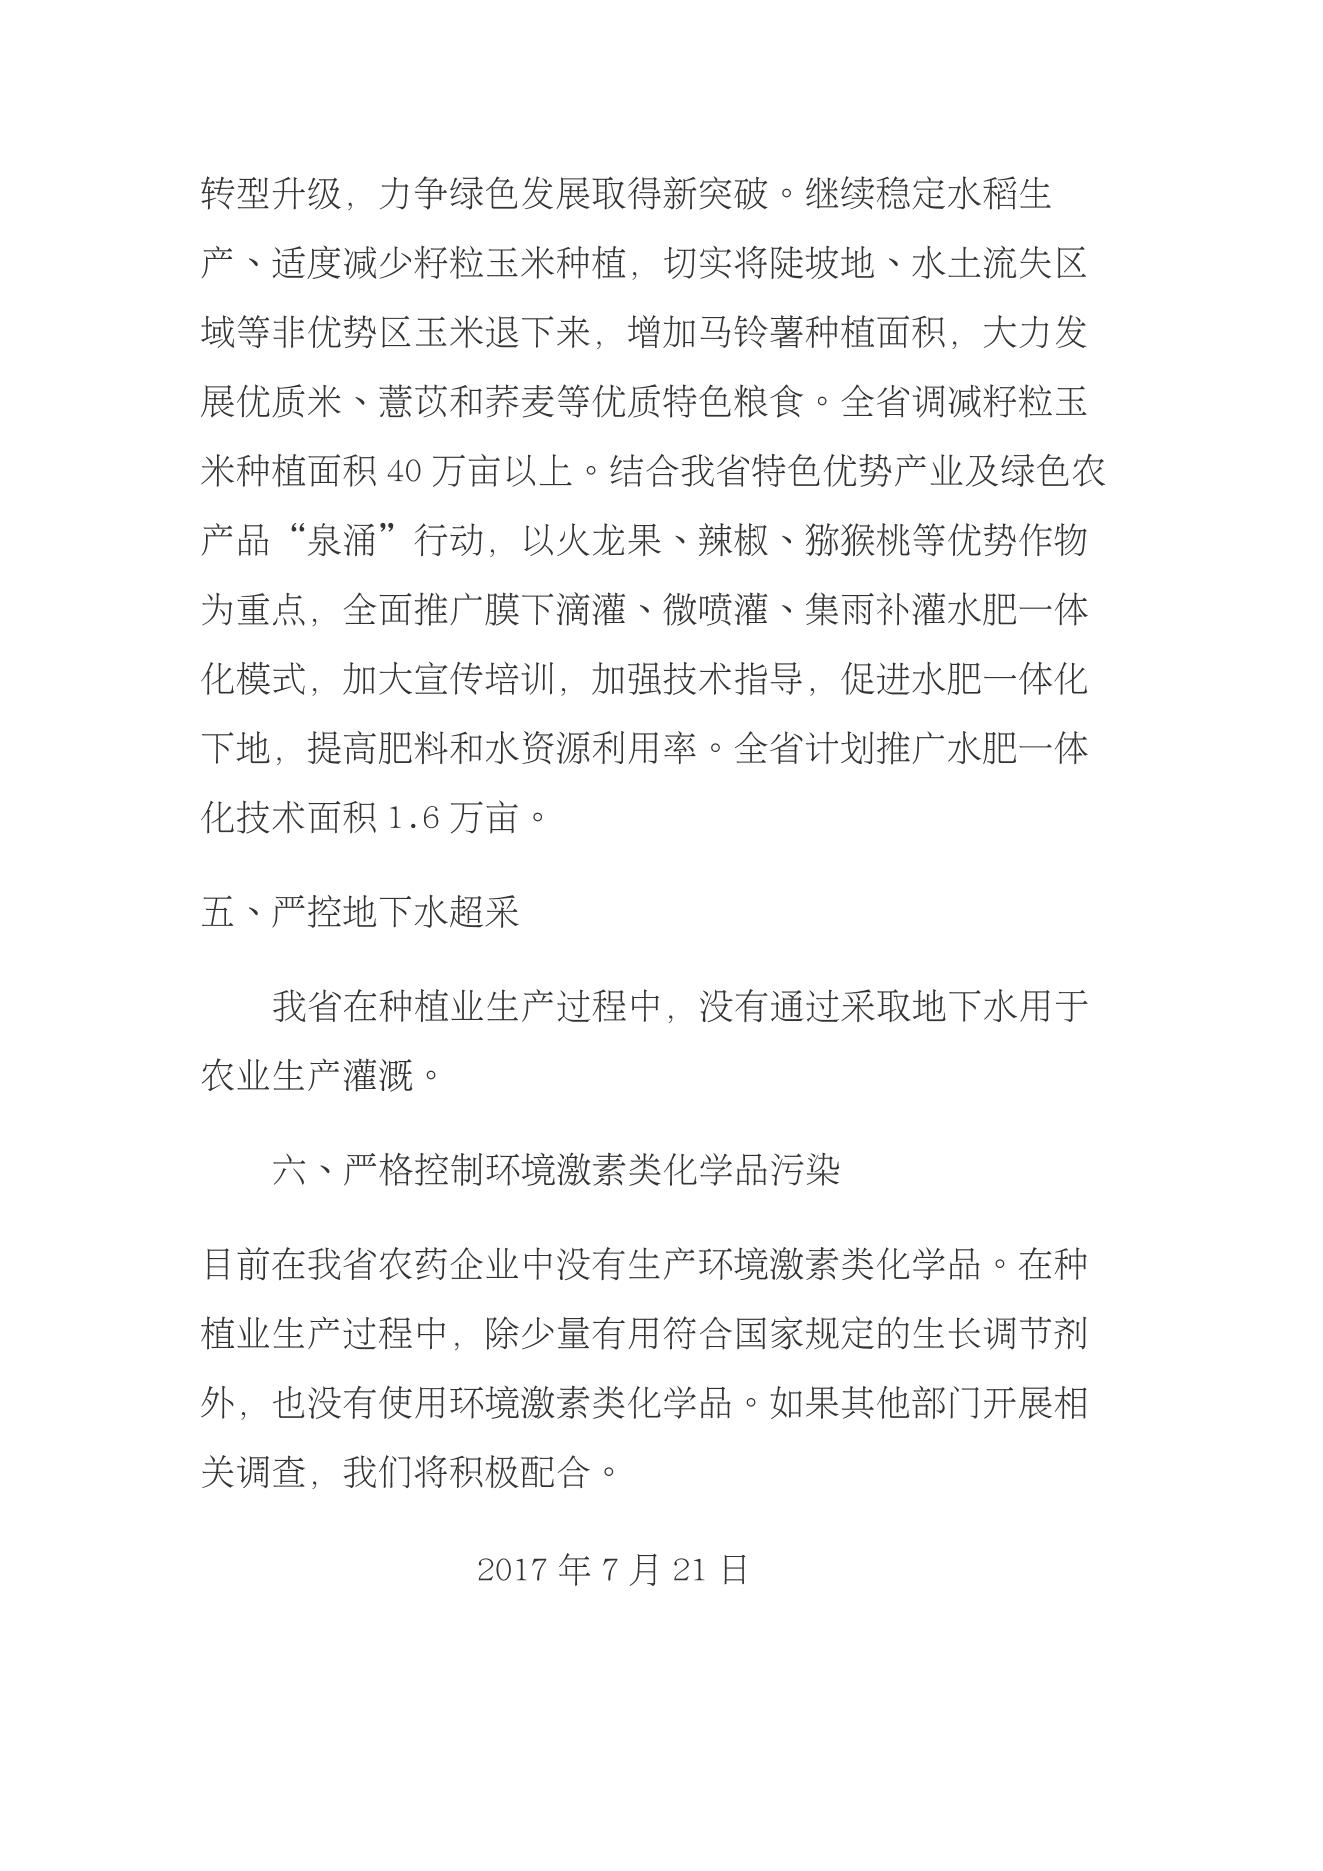 转型升级，力争绿色发展取得新突破。继续稳定水稻生
产、适度减少籽粒玉米种植，切实将陡坡地、水土流失区
域等非优势区玉米退下来，增加马铃薯种植面积，大力发
展优质米、薏苡和荞麦等优质特色粮食。全省调减籽粒玉
米种植面积 40 万亩以上。结合我省特色优势产业及绿色农
产品“泉涌”行动，以火龙果、辣椒、猕猴桃等优势作物
为重点，全面推广膜下滴灌、微喷灌、集雨补灌水肥一体
化模式，加大宣传培训，加强技术指导，促进水肥一体化
下地，提高肥料和水资源利用率。全省计划推广水肥一体
化技术面积 1.6 万亩。
五、严控地下水超采
我省在种植业生产过程中，没有通过采取地下水用于
农业生产灌溉。
六、严格控制环境激素类化学品污染
目前在我省农药企业中没有生产环境激素类化学品。在种
植业生产过程中，除少量有用符合国家规定的生长调节剂
外，也没有使用环境激素类化学品。如果其他部门开展相
关调查，我们将积极配合。
2017 年 7 月 21 日